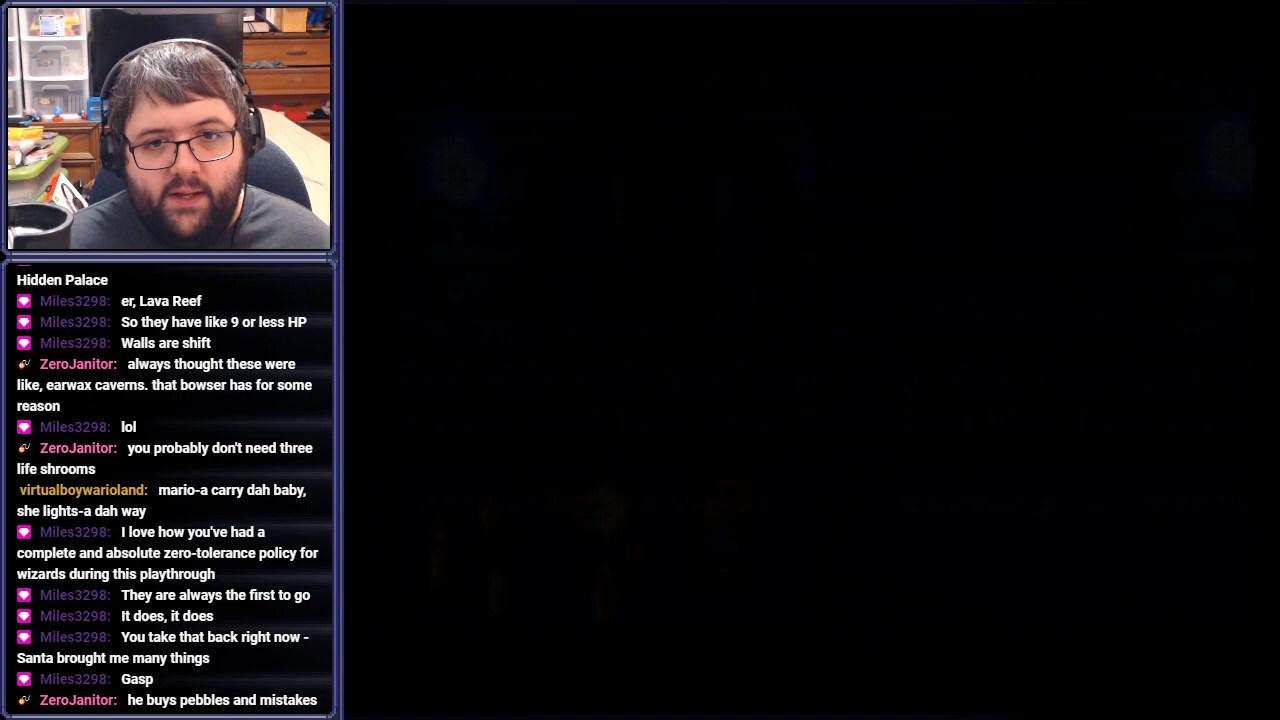 Hidden Palace
Miles3298: er, Lava Reef
Miles3298: So they have like 9 or less HP
Miles3298: Walls are shift
ZeroJanitor: always thought these were
like, earwax caverns. that bowser has for some
reason
Miles3298: lol
ZeroJanitor: you probably don't need three
life shrooms
virtualboywarioland: mario-a carry dah baby,
she lights-a dah way
Miles3298: I love how you've had a
complete and absolute zero-tolerance policy for
wizards during this playthrough
Miles3298: They are always the first to go
Miles3298: It does, it does
Miles3298: You take that back right now -
Santa brought me many things
Miles3298: Gasp
ZeroJanitor: he buys pebbles and mistakes